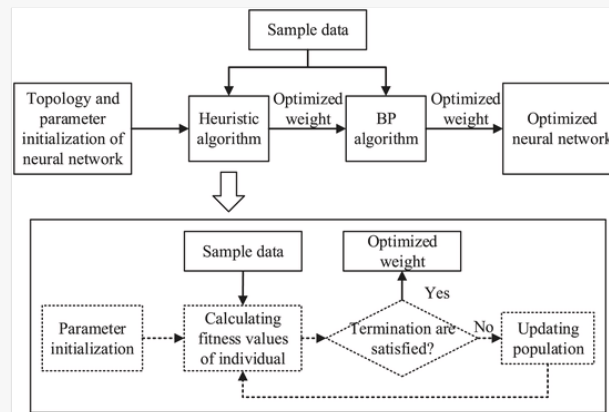 Sample data
Topology and
parameter
initialization of
neural network
Heuristic
algorithm
Optimized
weight
BP
algorithm
Optimized
weight
Optimized
neural network
Sample data
Optimized
weight
Yes
Parameter
initialization
Calculating
fitness values
of individual
Termination are
satisfied?
No
Updating
population